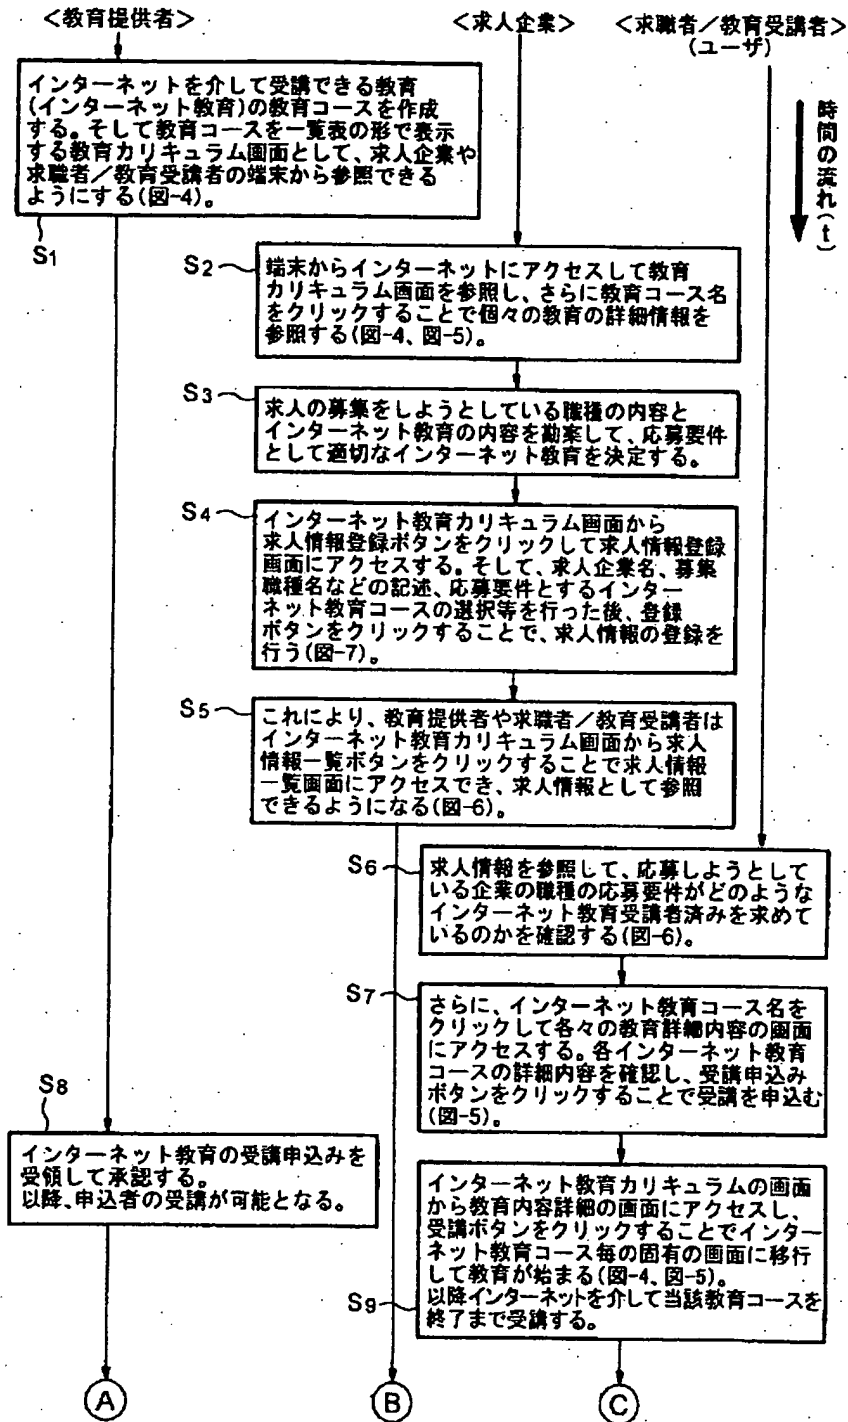 <教育提供者>
<求人企業>
<求職者/教育受講者>
(ユーザ)
時間の流れ(t)
インターネットを介して受講できる教育
(インターネット教育)の教育コースを作成
する。そして教育コースを一覧表の形で表示
する教育カリキュラム画面として、求人企業や
求職者/教育受講者の端末から参照できる
ようにする(図-4)。
S1
S2
端末からインターネットにアクセスして教育
カリキュラム画面を参照し、さらに教育コース名
をクリックすることで個々の教育の詳細情報を
参照する(図-4、図-5)。
S3
求人の募集をしようとしている職種の内容と
インターネット教育の内容を勘案して、応募要件
として適切なインターネット教育を決定する。
S4
インターネット教育カリキュラム画面から
求人情報登録ボタンをクリックして求人情報登録
画面にアクセスする。そして、求人企業名、募集
職種名などの記述、応募要件とするインター
ネット教育コースの選択等を行った後、登録
ボタンをクリックすることで、求人情報の登録を
行う(図-7)。
S5
これにより、教育提供者や求職者/教育受講者は
インターネット教育カリキュラム画面から求人
情報一覧ボタンをクリックすることで求人情報
一覧画面にアクセスでき、求人情報として参照
できるようになる(図-6)。
S6
求人情報を参照して、応募しようとして
いる企業の職種の応募要件がどのような
インターネット教育受講者済みを求めて
いるのかを確認する(図-6)。
S7
さらに、インターネット教育コース名を
クリックして各々の教育詳細内容の画面
にアクセスする。各インターネット教育
コースの詳細内容を確認し、受講申込み
ボタンをクリックすることで受講を申込む
(図-5)。
S8
インターネット教育の受講申込みを
受領して承認する。
以降、申込者の受講が可能となる。
インターネット教育カリキュラムの画面
から教育内容詳細の画面にアクセスし、
受講ボタンをクリックすることでインター
ネット教育コース毎の固有の画面に移行
して教育が始まる(図-4、図-5)。
以降インターネットを介して当該教育コースを
終了まで受講する。
S9
A
B
C